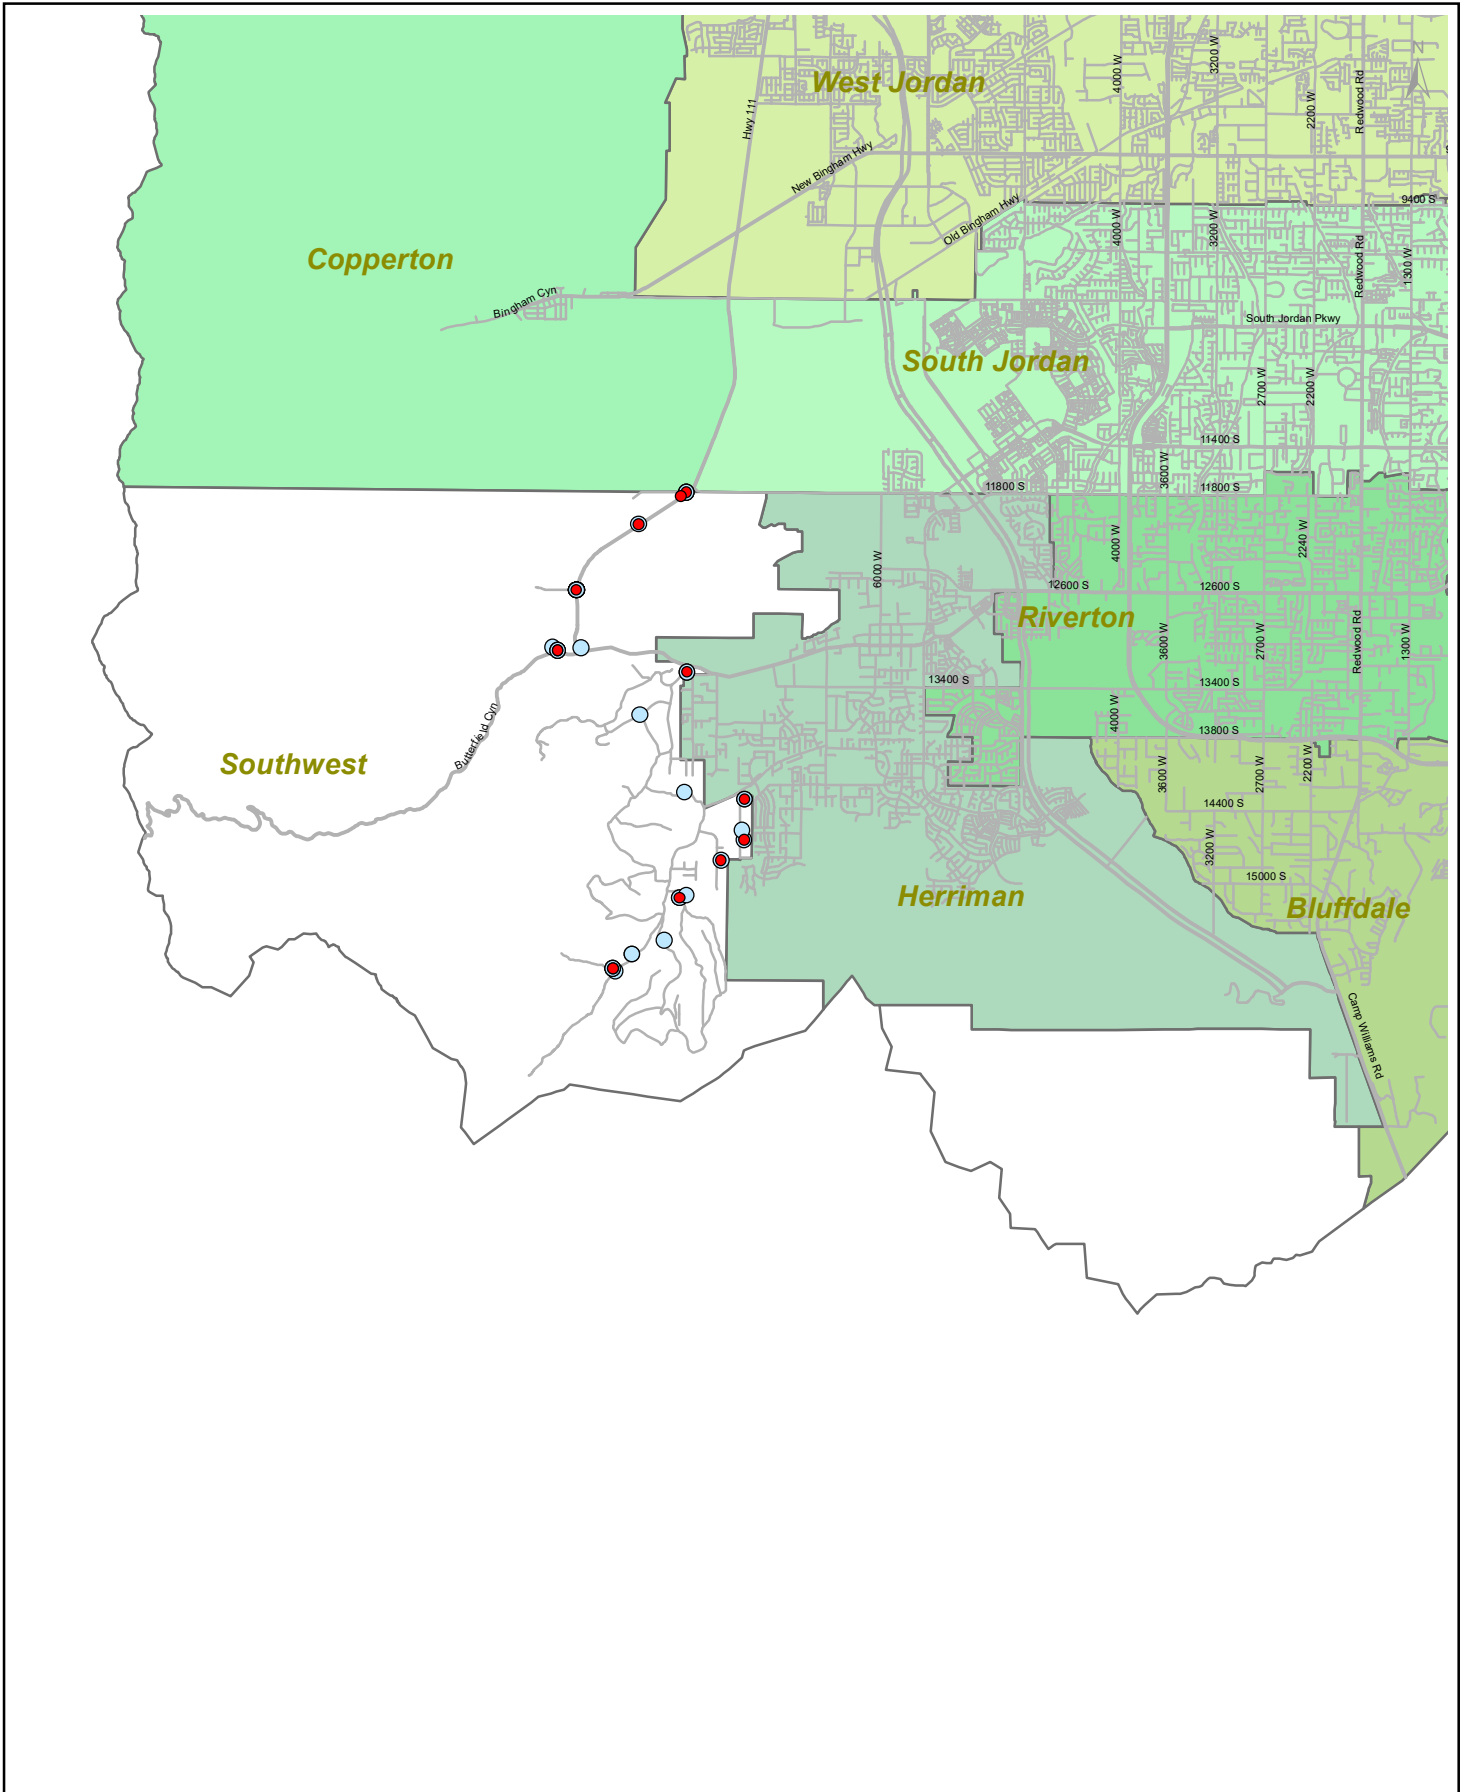 West Jordan
3200 W
4000 W
2200 W
Redwood Rd
N
Hwy 111
New Bingham Hwy
Old Bingham Hwy
9400 S
Copperton
4000 W
3200 W
Redwood Rd
1300 W
Bingham Cyn
South Jordan Pkwy
South Jordan
2700 W
2200 W
11400 S
3600 W
11800 S
11800 S
6000 W
4000 W
2240 W
12600 S
12600 S
Riverton
3600 W
2700 W
Redwood Rd
1300 W
13400 S
13400 S
4000 W
13800 S
Butterfield Cyn
Southwest
3600 W
2700 W
2200 W
14400 S
3200 W
15000 S
Herriman
Bluffdale
Camp Williams Rd